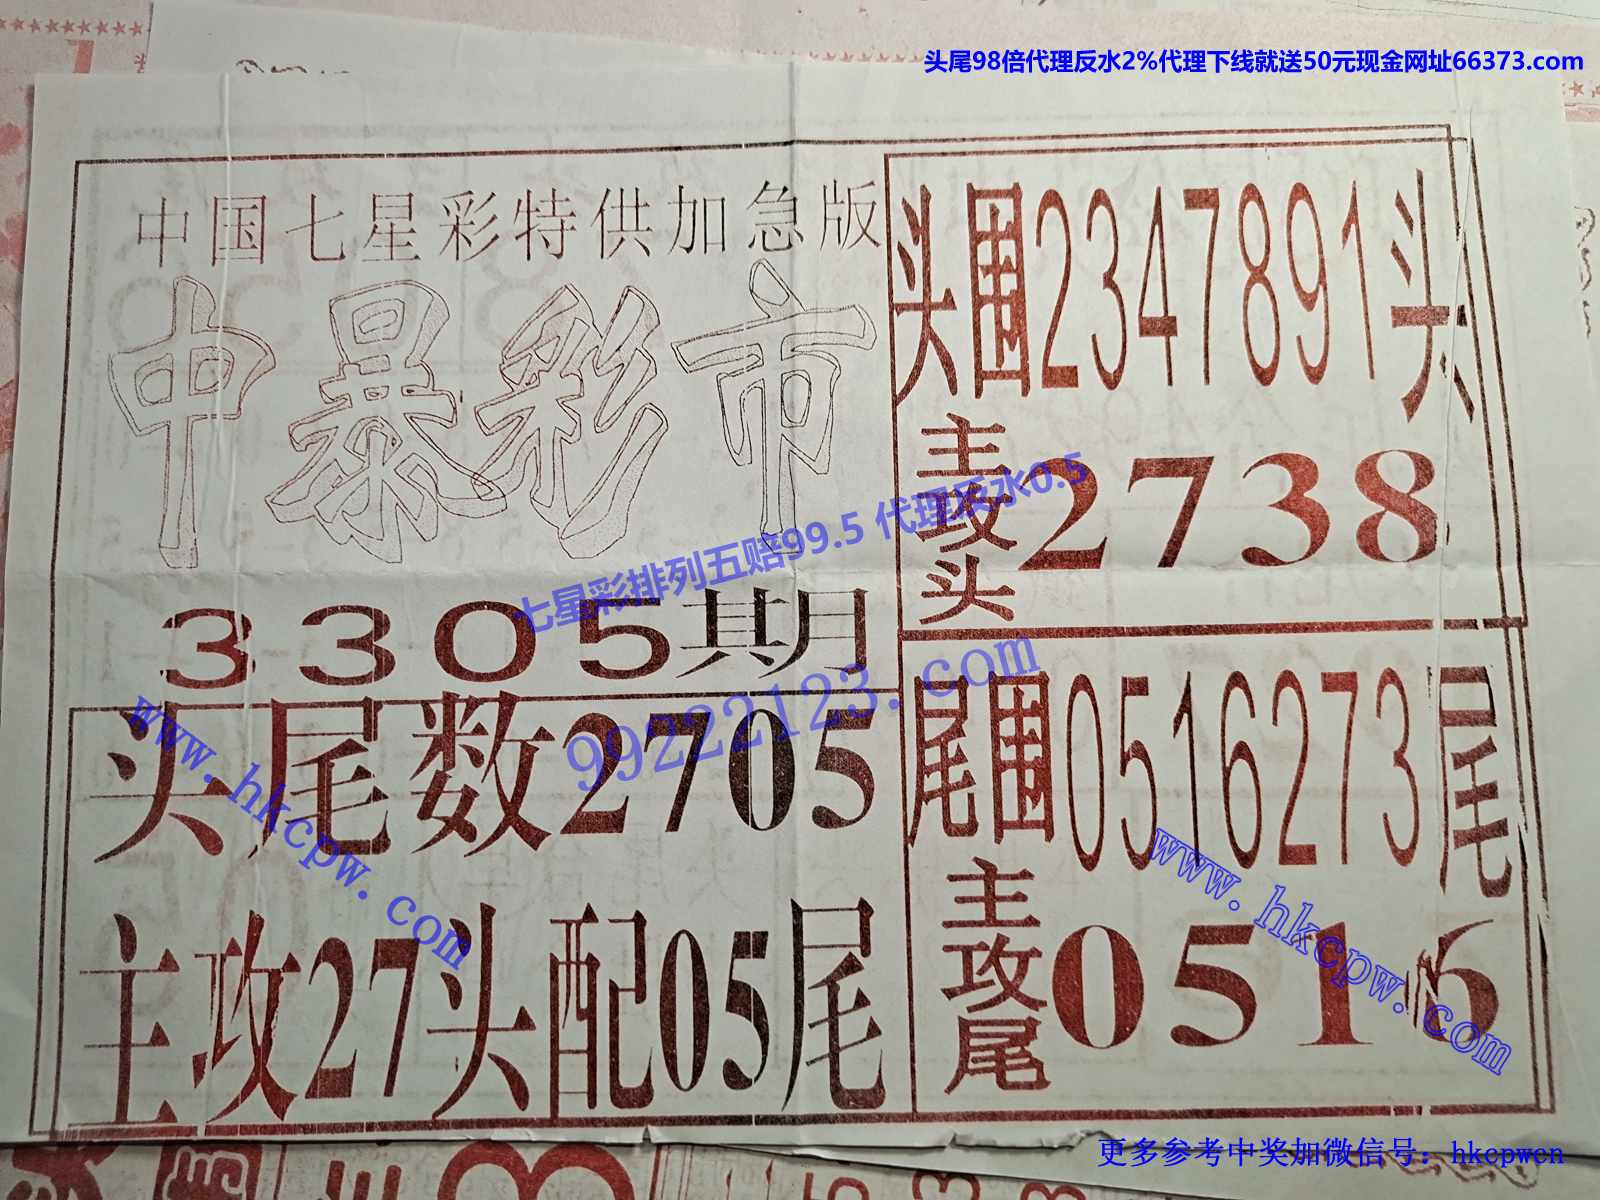 头尾98倍代理反水2%代理下线就送50元现金网址66373.com
中国七星彩特供加急版
中暴彩市
3305期
头尾数2705
主攻27头配05尾
头围2347891头
主攻头2738
尾围0516273尾
主攻尾0516
七星彩排列五赔99.5 代理反水0.5
99222123.com
www.hkcpw.com
www.hkcpw.com
更多参考中奖加微信号：hkcpwcn